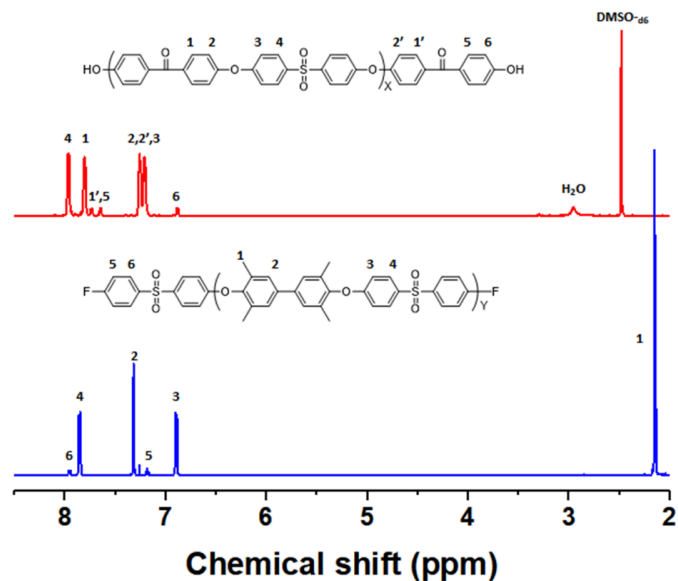 DMSO-d6
1 2 3 4 2' 1' 5 6
HO O O S O O O X O OH
4 1 2,2',3
1',5 6 H₂O
1 2 3 4
5 6
F O S O O O O S O Y F
1
2
4 3
6 5
8 7 6 5 4 3 2
Chemical shift (ppm)